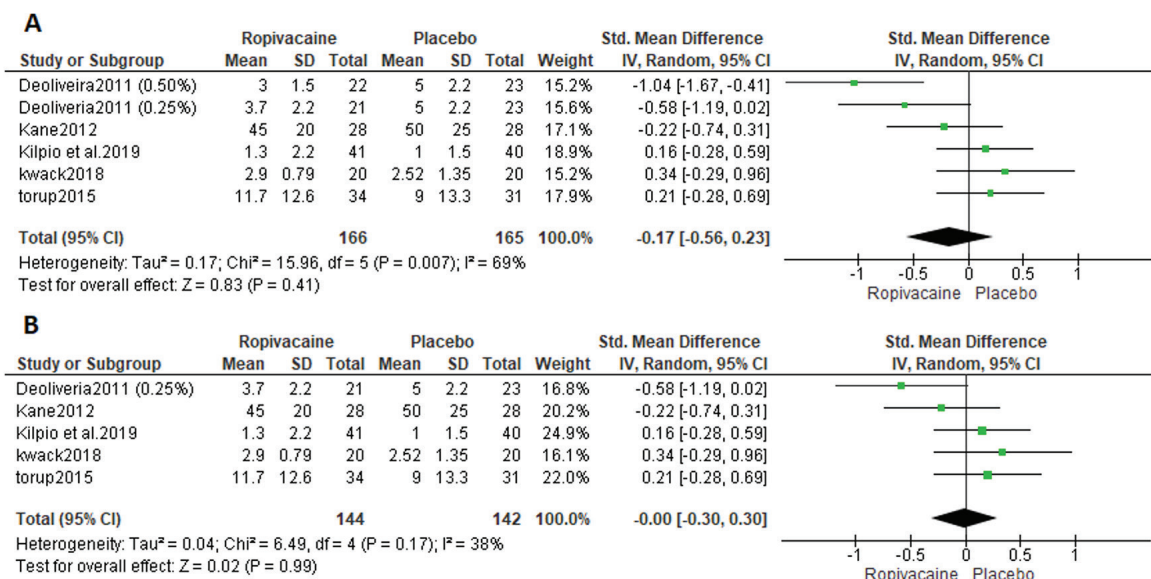 A
Ropivacaine Placebo Std. Mean Difference Std. Mean Difference
Study or Subgroup Mean SD Total Mean SD Total Weight IV, Random, 95% CI IV, Random, 95% CI
Deoliveira2011 (0.50%) 3 1.5 22 5 2.2 23 15.2% -1.04 [-1.67, -0.41]
Deoliveria2011 (0.25%) 3.7 2.2 21 5 2.2 23 15.6% -0.58 [-1.19, 0.02]
Kane2012 45 20 28 50 25 28 17.1% -0.22 [-0.74, 0.31]
Kilpio et al.2019 1.3 2.2 41 1 1.5 40 18.9% 0.16 [-0.28, 0.59]
kwack2018 2.9 0.79 20 2.52 1.35 20 15.2% 0.34 [-0.29, 0.96]
torup2015 11.7 12.6 34 9 13.3 31 17.9% 0.21 [-0.28, 0.69]
Total (95% CI) 166 165 100.0% -0.17 [-0.56, 0.23]
Heterogeneity: Tau² = 0.17; Chi² = 15.96, df = 5 (P = 0.007); I² = 69%
Test for overall effect: Z = 0.83 (P = 0.41)
-1 -0.5 0 0.5 1
Ropivacaine Placebo
B
Ropivacaine Placebo Std. Mean Difference Std. Mean Difference
Study or Subgroup Mean SD Total Mean SD Total Weight IV, Random, 95% CI IV, Random, 95% CI
Deoliveria2011 (0.25%) 3.7 2.2 21 5 2.2 23 16.8% -0.58 [-1.19, 0.02]
Kane2012 45 20 28 50 25 28 20.2% -0.22 [-0.74, 0.31]
Kilpio et al.2019 1.3 2.2 41 1 1.5 40 24.9% 0.16 [-0.28, 0.59]
kwack2018 2.9 0.79 20 2.52 1.35 20 16.1% 0.34 [-0.29, 0.96]
torup2015 11.7 12.6 34 9 13.3 31 22.0% 0.21 [-0.28, 0.69]
Total (95% CI) 144 142 100.0% -0.00 [-0.30, 0.30]
Heterogeneity: Tau² = 0.04; Chi² = 6.49, df = 4 (P = 0.17); I² = 38%
Test for overall effect: Z = 0.02 (P = 0.99)
-1 -0.5 0 0.5 1
Ropivacaine Placebo